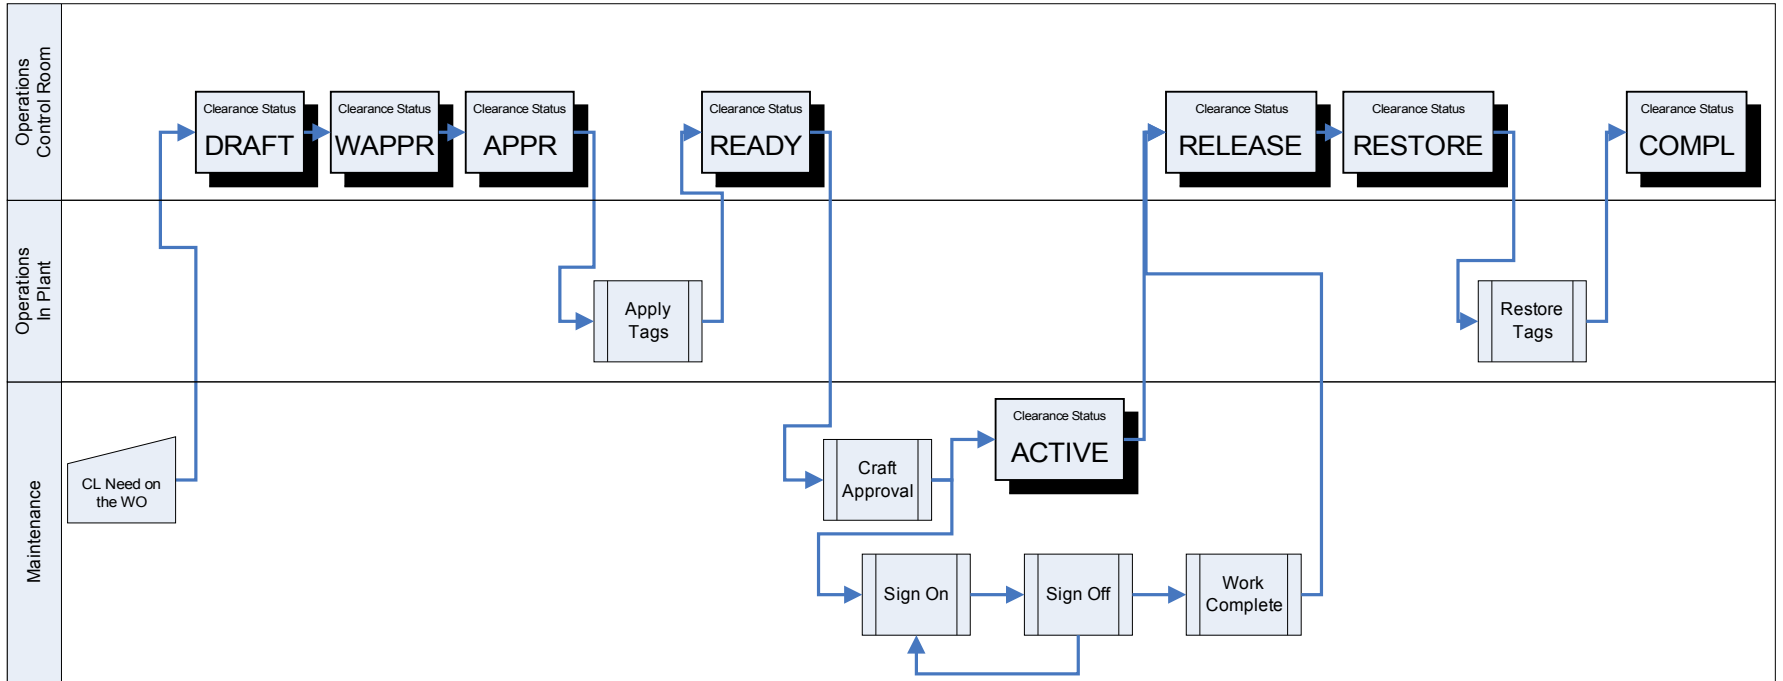 Operations
Control Room
Clearance Status
DRAFT
Clearance Status
WAPPR
Clearance Status
APPR
Clearance Status
READY
Clearance Status
RELEASE
Clearance Status
RESTORE
Clearance Status
COMPL
Operations
In Plant
Apply
Tags
Restore
Tags
Maintenance
CL Need on
the WO
Craft
Approval
Clearance Status
ACTIVE
Sign On
Sign Off
Work
Complete